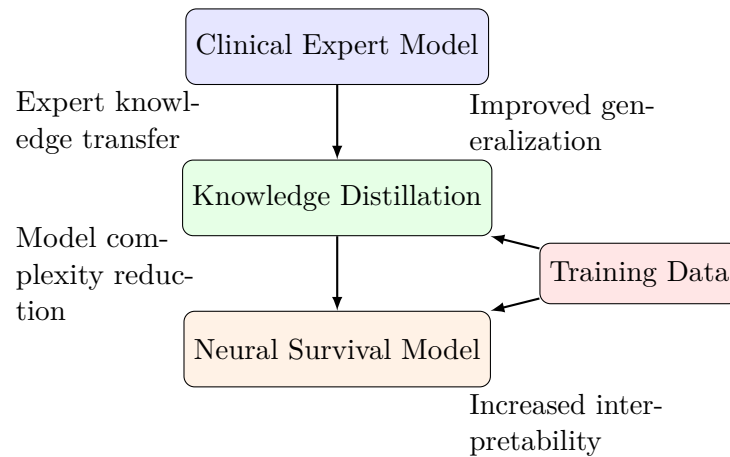 Clinical Expert Model
Expert knowl-
edge transfer
Improved gen-
eralization
Knowledge Distillation
Model com-
plexity reduc-
tion
Training Data
Neural Survival Model
Increased inter-
pretability